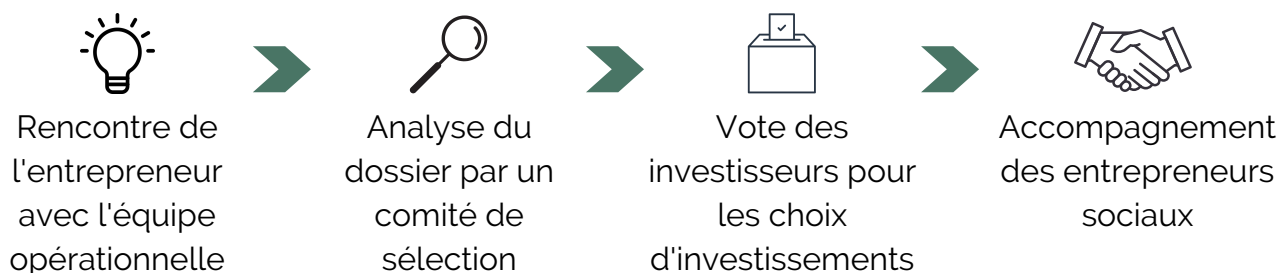 Rencontre de
l'entrepreneur
avec l'équipe
opérationnelle
Analyse du
dossier par un
comité de
sélection
Vote des
investisseurs pour
les choix
d'investissements
Accompagnement
des entrepreneurs
sociaux